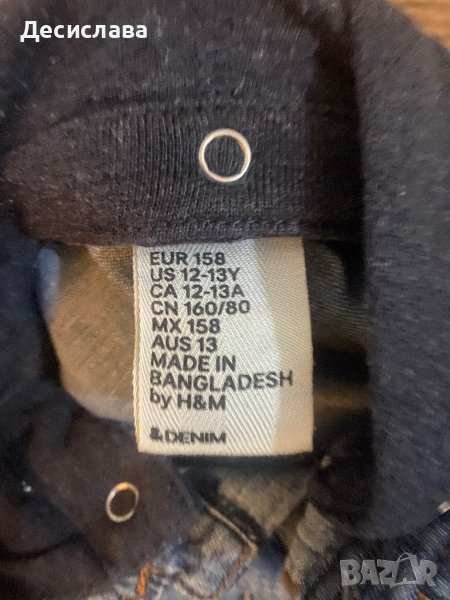 Десислава
EUR 158
US 12-13Y
CA 12-13A
CN 160/80
MX 158
AUS 13
MADE IN
BANGLADESH
by H&M
&DENIM
BAZAR